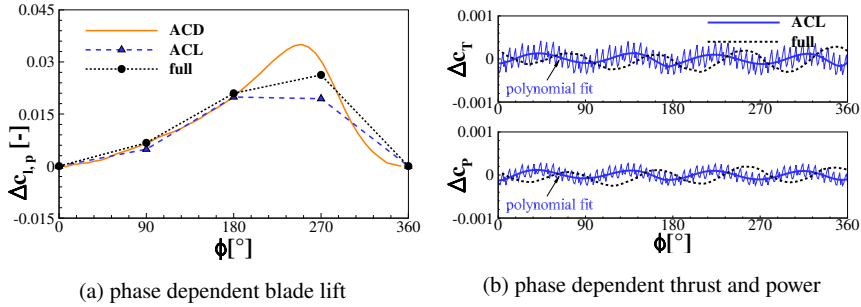 0.045
0.03
0.015
0
-0.015
Δc_{l,p} [-]
ACD
ACL
full
0
90
180
270
360
ϕ[°]
(a) phase dependent blade lift
0.001
0
-0.001
Δc_T
ACL
full
polynomial fit
0
90
180
270
360
0.001
0
-0.001
Δc_P
polynomial fit
0
90
180
270
360
ϕ[°]
(b) phase dependent thrust and power